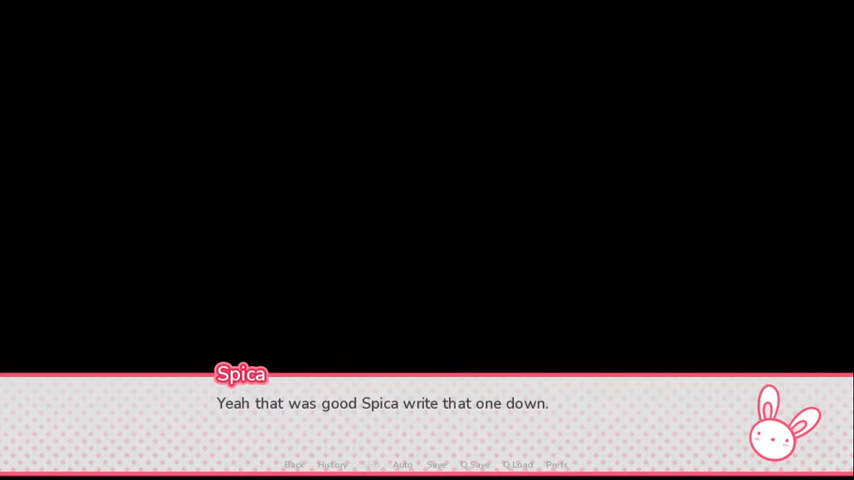 Spica
Yeah that was good Spica write that one down.
Back History Auto Save Q.Save Q.Load Prefs